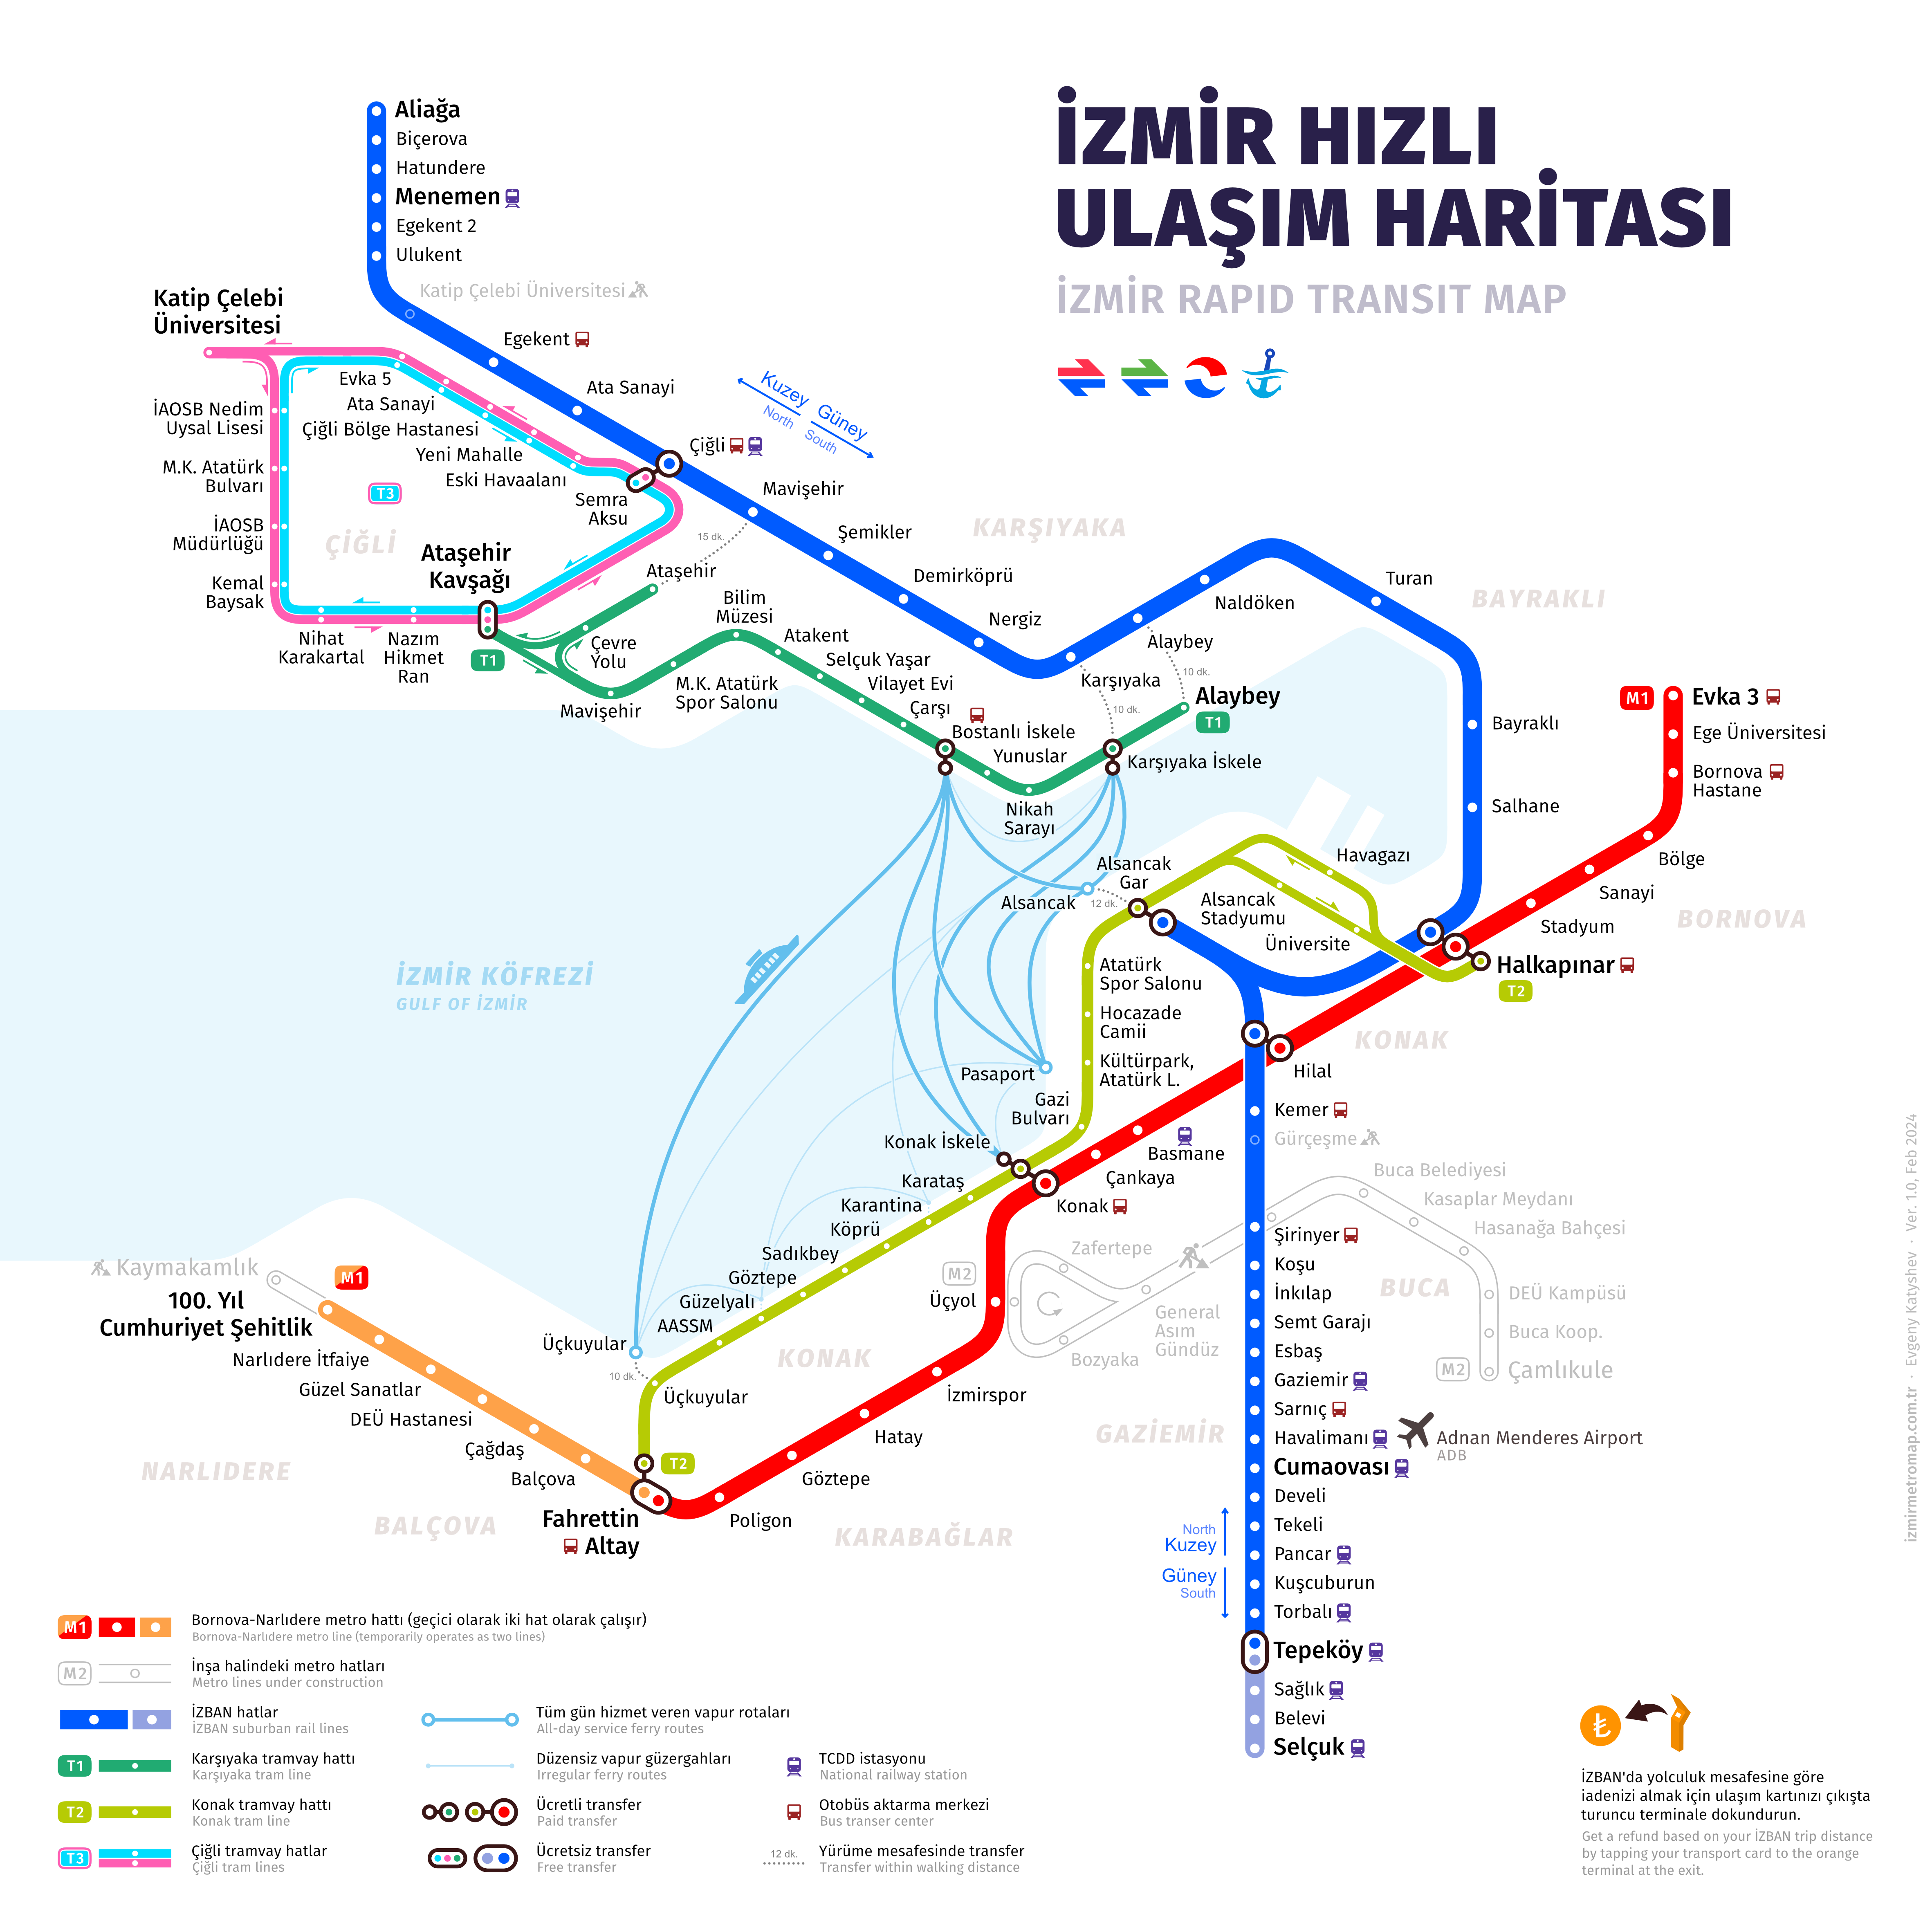 İZMİR HIZLI
ULAŞIM HARİTASI
İZMİR RAPID TRANSIT MAP
Aliağa
Biçerova
Hatundere
Menemen
Egekent 2
Ulukent
Katip Çelebi Üniversitesi
Egekent
Ata Sanayi
Çiğli
Kuzey Güney
North South
Mavişehir
Şemikler
Demirköprü
Nergiz
Karşıyaka
Alaybey
Naldöken
Turan
Bayraklı
Salhane
Katip Çelebi
Üniversitesi
Evka 5
Ata Sanayi
Çiğli Bölge Hastanesi
Yeni Mahalle
Eski Havaalanı
Semra
Aksu
İAOSB Nedim
Uysal Lisesi
M.K. Atatürk
Bulvarı
İAOSB
Müdürlüğü
Kemal
Baysak
Nihat
Karakartal
Nazım
Hikmet
Ran
T3
ÇİĞLİ
Ataşehir
Kavşağı
T1
15 dk.
Ataşehir
Çevre
Yolu
Mavişehir
Bilim
Müzesi
M.K. Atatürk
Spor Salonu
Atakent
Selçuk Yaşar
Vilayet Evi
Çarşı
Bostanlı İskele
Yunuslar
Nikah
Sarayı
Karşıyaka İskele
10 dk.
10 dk.
Alaybey
T1
KARŞIYAKA
BAYRAKLI
M1
Evka 3
Ege Üniversitesi
Bornova
Hastane
Bölge
Sanayi
Stadyum
BORNOVA
Halkapınar
T2
Havagazı
Alsancak
Gar
Alsancak
12 dk.
Alsancak
Stadyumu
Üniversite
Atatürk
Spor Salonu
Hocazade
Camii
Kültürpark,
Atatürk L.
Gazi
Bulvarı
Pasaport
İZMİR KÖFREZİ
GULF OF İZMİR
KONAK
Hilal
Kemer
Gürçeşme
Basmane
Çankaya
Konak
Konak İskele
Karataş
Karantina
Köprü
Sadıkbey
Göztepe
Güzelyalı
AASSM
Üçkuyular
10 dk.
Üçkuyular
T2
KONAK
M2
Üçyol
Zafertepe
Bozyaka
General
Asım
Gündüz
Buca Belediyesi
Kasaplar Meydanı
Hasanağa Bahçesi
DEÜ Kampüsü
Buca Koop.
M2
Çamlıkule
BUCA
Şirinyer
Koşu
İnkılap
Semt Garajı
Esbaş
Gaziemir
Sarnıç
Havalimanı
Adnan Menderes Airport
ADB
Cumaovası
Develi
Tekeli
Pancar
Kuşcuburun
Torbalı
Tepeköy
Sağlık
Belevi
Selçuk
North
Kuzey
Güney
South
GAZİEMİR
İzmirspor
Hatay
Göztepe
Poligon
KARABAĞLAR
Kaymakamlık
M1
100. Yıl
Cumhuriyet Şehitlik
Narlıdere İtfaiye
Güzel Sanatlar
DEÜ Hastanesi
Çağdaş
Balçova
Fahrettin
Altay
NARLIDERE
BALÇOVA
M1
Bornova-Narlıdere metro hattı (geçici olarak iki hat olarak çalışır)
Bornova-Narlıdere metro line (temporarily operates as two lines)
M2
İnşa halindeki metro hatları
Metro lines under construction
İZBAN hatlar
İZBAN suburban rail lines
T1
Karşıyaka tramvay hattı
Karşıyaka tram line
T2
Konak tramvay hattı
Konak tram line
T3
Çiğli tramvay hatlar
Çiğli tram lines
Tüm gün hizmet veren vapur rotaları
All-day service ferry routes
Düzensiz vapur güzergahları
Irregular ferry routes
Ücretli transfer
Paid transfer
Ücretsiz transfer
Free transfer
TCDD istasyonu
National railway station
Otobüs aktarma merkezi
Bus transer center
12 dk.
Yürüme mesafesinde transfer
Transfer within walking distance
₺
İZBAN'da yolculuk mesafesine göre
iadenizi almak için ulaşım kartınızı çıkışta
turuncu terminale dokundurun.
Get a refund based on your İZBAN trip distance
by tapping your transport card to the orange
terminal at the exit.
izmirmetromap.com.tr · Evgeny Katyshev · Ver. 1.0, Feb 2024